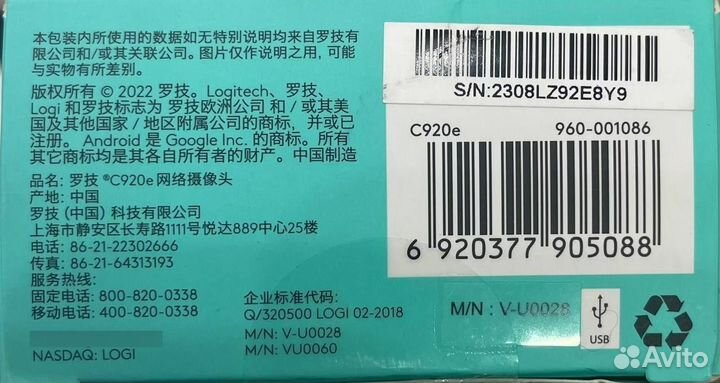 本包装内所使用的数据如无特别说明均来自罗技有
限公司和/或其关联公司。图片仅作说明之用，可能
与实物有所差别。
版权所有 © 2022 罗技。Logitech、罗技、
Logi 和罗技标志为 罗技欧洲公司 和 / 或其美
国及其他国家 / 地区附属公司的商标，并或已
注册。 Android 是 Google Inc. 的商标。所有
其它商标均是其各自所有者的财产。中国制造
品名: 罗技 ®C920e 网络摄像头
产地: 中国
罗技 (中国) 科技有限公司
上海市静安区长寿路1111号悦达889中心25楼
电话: 86-21-22302666
传真: 86-21-64313193
服务热线:
固定电话: 800-820-0338
移动电话: 400-820-0338
NASDAQ: LOGI
企业标准代码:
Q/320500 LOGI 02-2018
M/N: V-U0028
M/N: VU0060
S/N:2308LZ92E8Y9
C920e 960-001086
6 920377 905088
M/N : V-U0028
USB
Avito